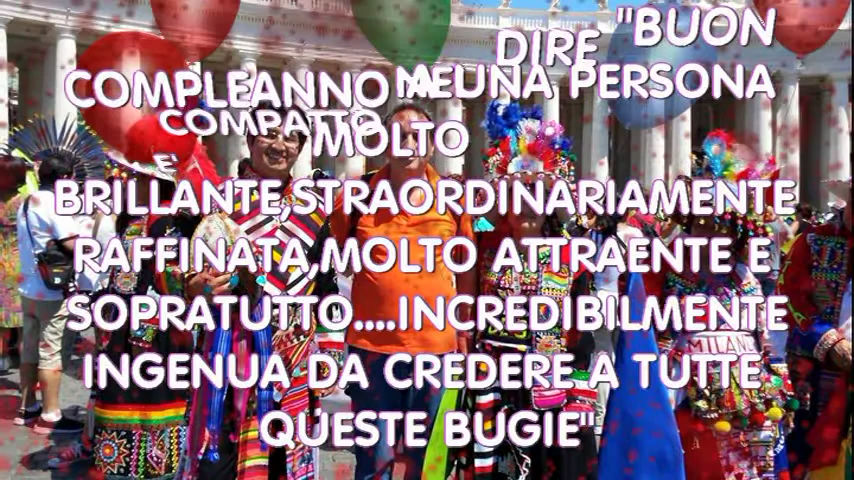 DIRE "BUON
COMPLEANNO UNA PERSONA
COMPATTO MOLTO
E'
BRILLANTE,STRAORDINARIAMENTE
RAFFINATA,MOLTO ATTRAENTE E
SOPRATUTTO....INCREDIBILMENTE
INGENUA DA CREDERE A TUTTE
QUESTE BUGIE"